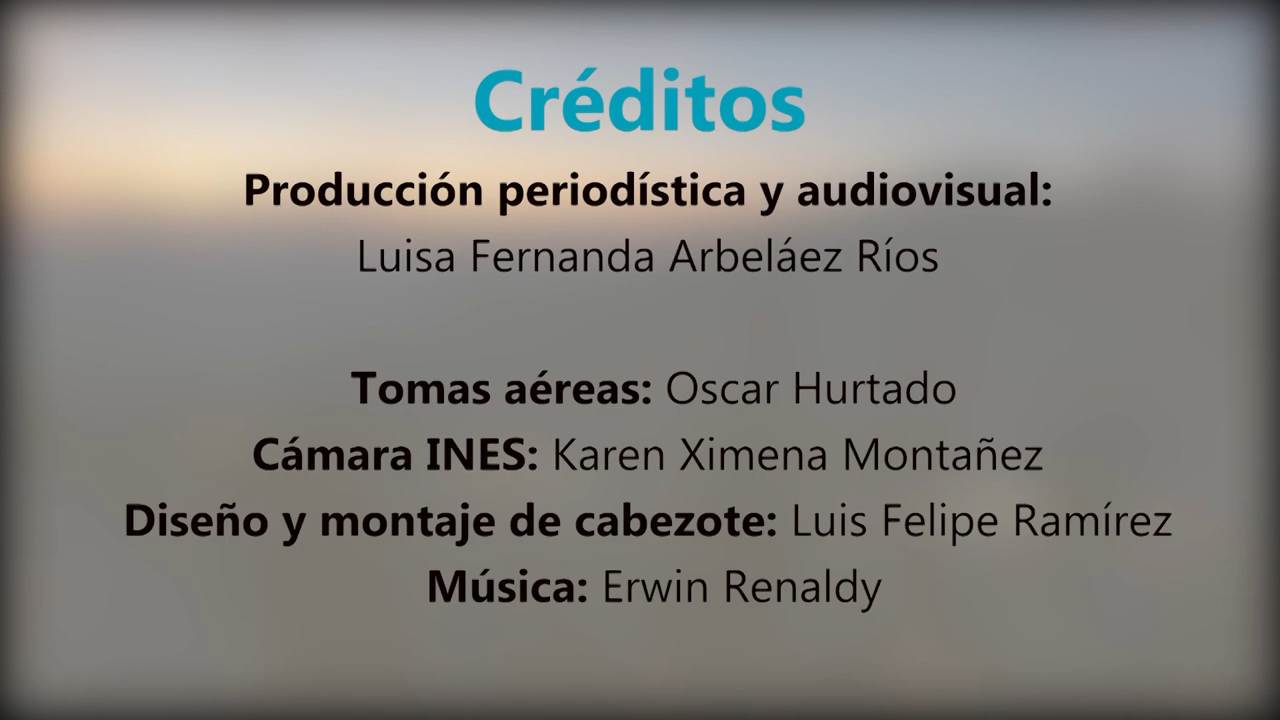 Créditos
Producción periodística y audiovisual:
Luisa Fernanda Arbeláez Ríos
Tomas aéreas: Oscar Hurtado
Cámara INES: Karen Ximena Montañez
Diseño y montaje de cabezote: Luis Felipe Ramírez
Música: Erwin Renaldy